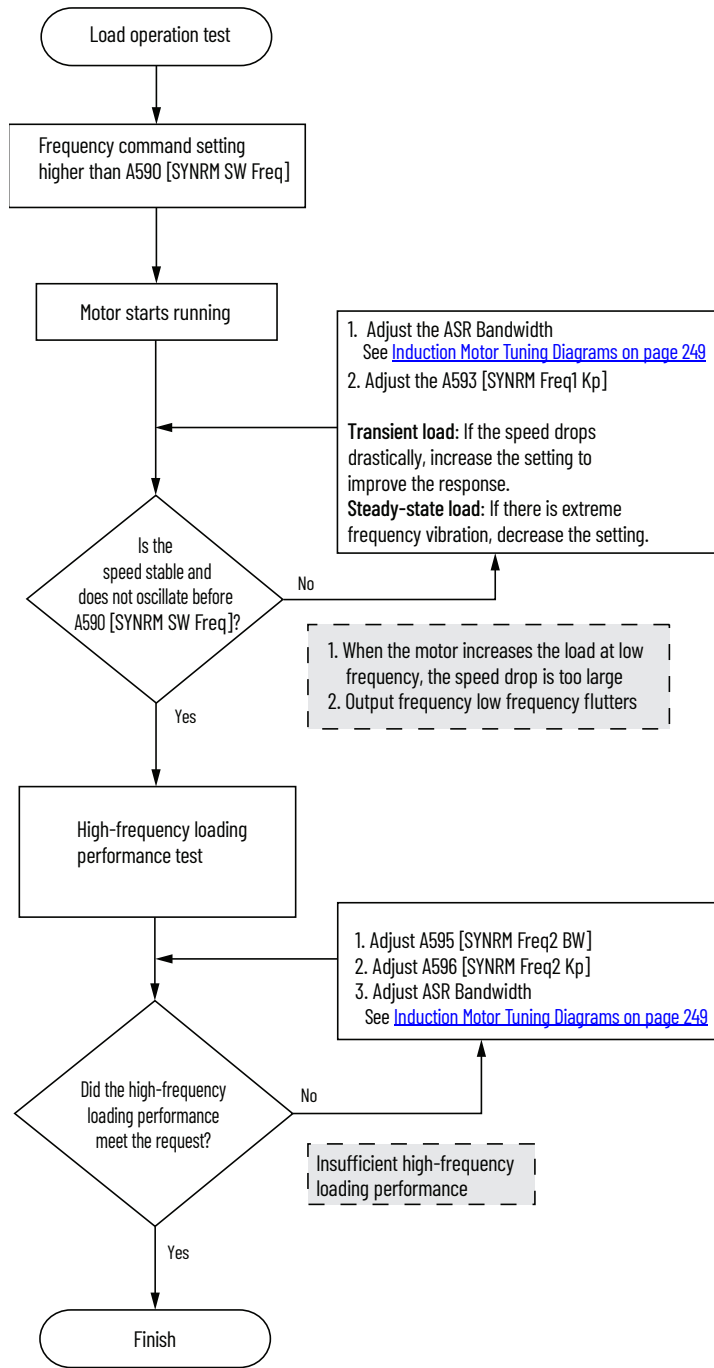 Load operation test
Frequency command setting
higher than A590 [SYNRM SW Freq]
Motor starts running
1. Adjust the ASR Bandwidth
See Induction Motor Tuning Diagrams on page 249
2. Adjust the A593 [SYNRM Freq1 Kp]
Transient load: If the speed drops
drastically, increase the setting to
improve the response.
Steady-state load: If there is extreme
frequency vibration, decrease the setting.
Is the
speed stable and
does not oscillate before
A590 [SYNRM SW Freq]?
No
1. When the motor increases the load at low
frequency, the speed drop is too large
2. Output frequency low frequency flutters
Yes
High-frequency loading
performance test
1. Adjust A595 [SYNRM Freq2 BW]
2. Adjust A596 [SYNRM Freq2 Kp]
3. Adjust ASR Bandwidth
See Induction Motor Tuning Diagrams on page 249
Did the high-frequency
loading performance
meet the request?
No
Insufficient high-frequency
loading performance
Yes
Finish